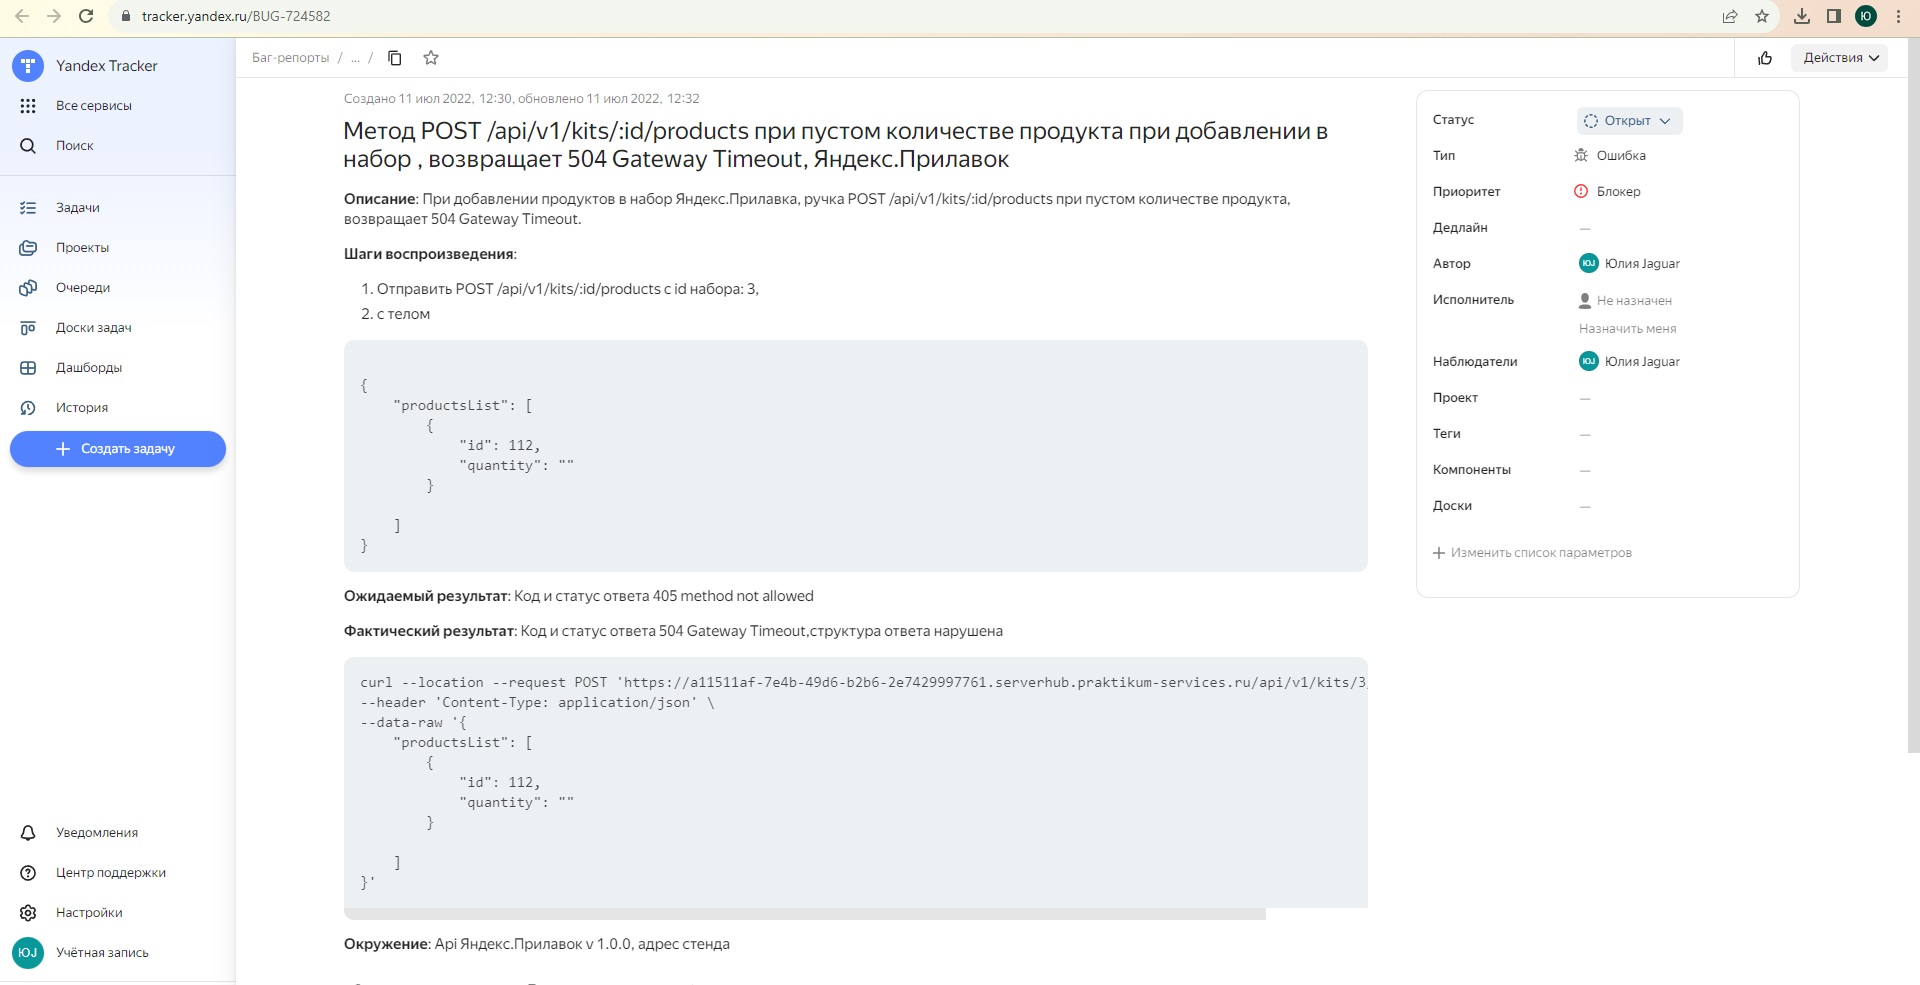 tracker.yandex.ru/BUG-724582
Ю
Yandex Tracker
Все сервисы
Поиск
Задачи
Проекты
Очереди
Доски задач
Дашборды
История
Создать задачу
Уведомления
Центр поддержки
Настройки
ЮJ Учётная запись
Баг-репорты / ... /
Действия
Создано 11 июл 2022, 12:30, обновлено 11 июл 2022, 12:32
Метод POST /api/v1/kits/:id/products при пустом количестве продукта при добавлении в
набор , возвращает 504 Gateway Timeout, Яндекс.Прилавок
Описание: При добавлении продуктов в набор Яндекс.Прилавка, ручка POST /api/v1/kits/:id/products при пустом количестве продукта,
возвращает 504 Gateway Timeout.
Шаги воспроизведения:
1. Отправить POST /api/v1/kits/:id/products с id набора: 3,
2. с телом
{
"productsList": [
{
"id": 112,
"quantity": ""
}
]
}
Ожидаемый результат: Код и статус ответа 405 method not allowed
Фактический результат: Код и статус ответа 504 Gateway Timeout,структура ответа нарушена
curl --location --request POST 'https://a11511af-7e4b-49d6-b2b6-2e7429997761.serverhub.praktikum-services.ru/api/v1/kits/3
--header 'Content-Type: application/json' \
--data-raw '{
"productsList": [
{
"id": 112,
"quantity": ""
}
]
}'
Окружение: Api Яндекс.Прилавок v 1.0.0, адрес стенда
Статус Открыт
Тип Ошибка
Приоритет Блокер
Дедлайн —
Автор ЮJ Юлия Jaguar
Исполнитель Не назначен
Назначить меня
Наблюдатели ЮJ Юлия Jaguar
Проект —
Теги —
Компоненты —
Доски —
Изменить список параметров